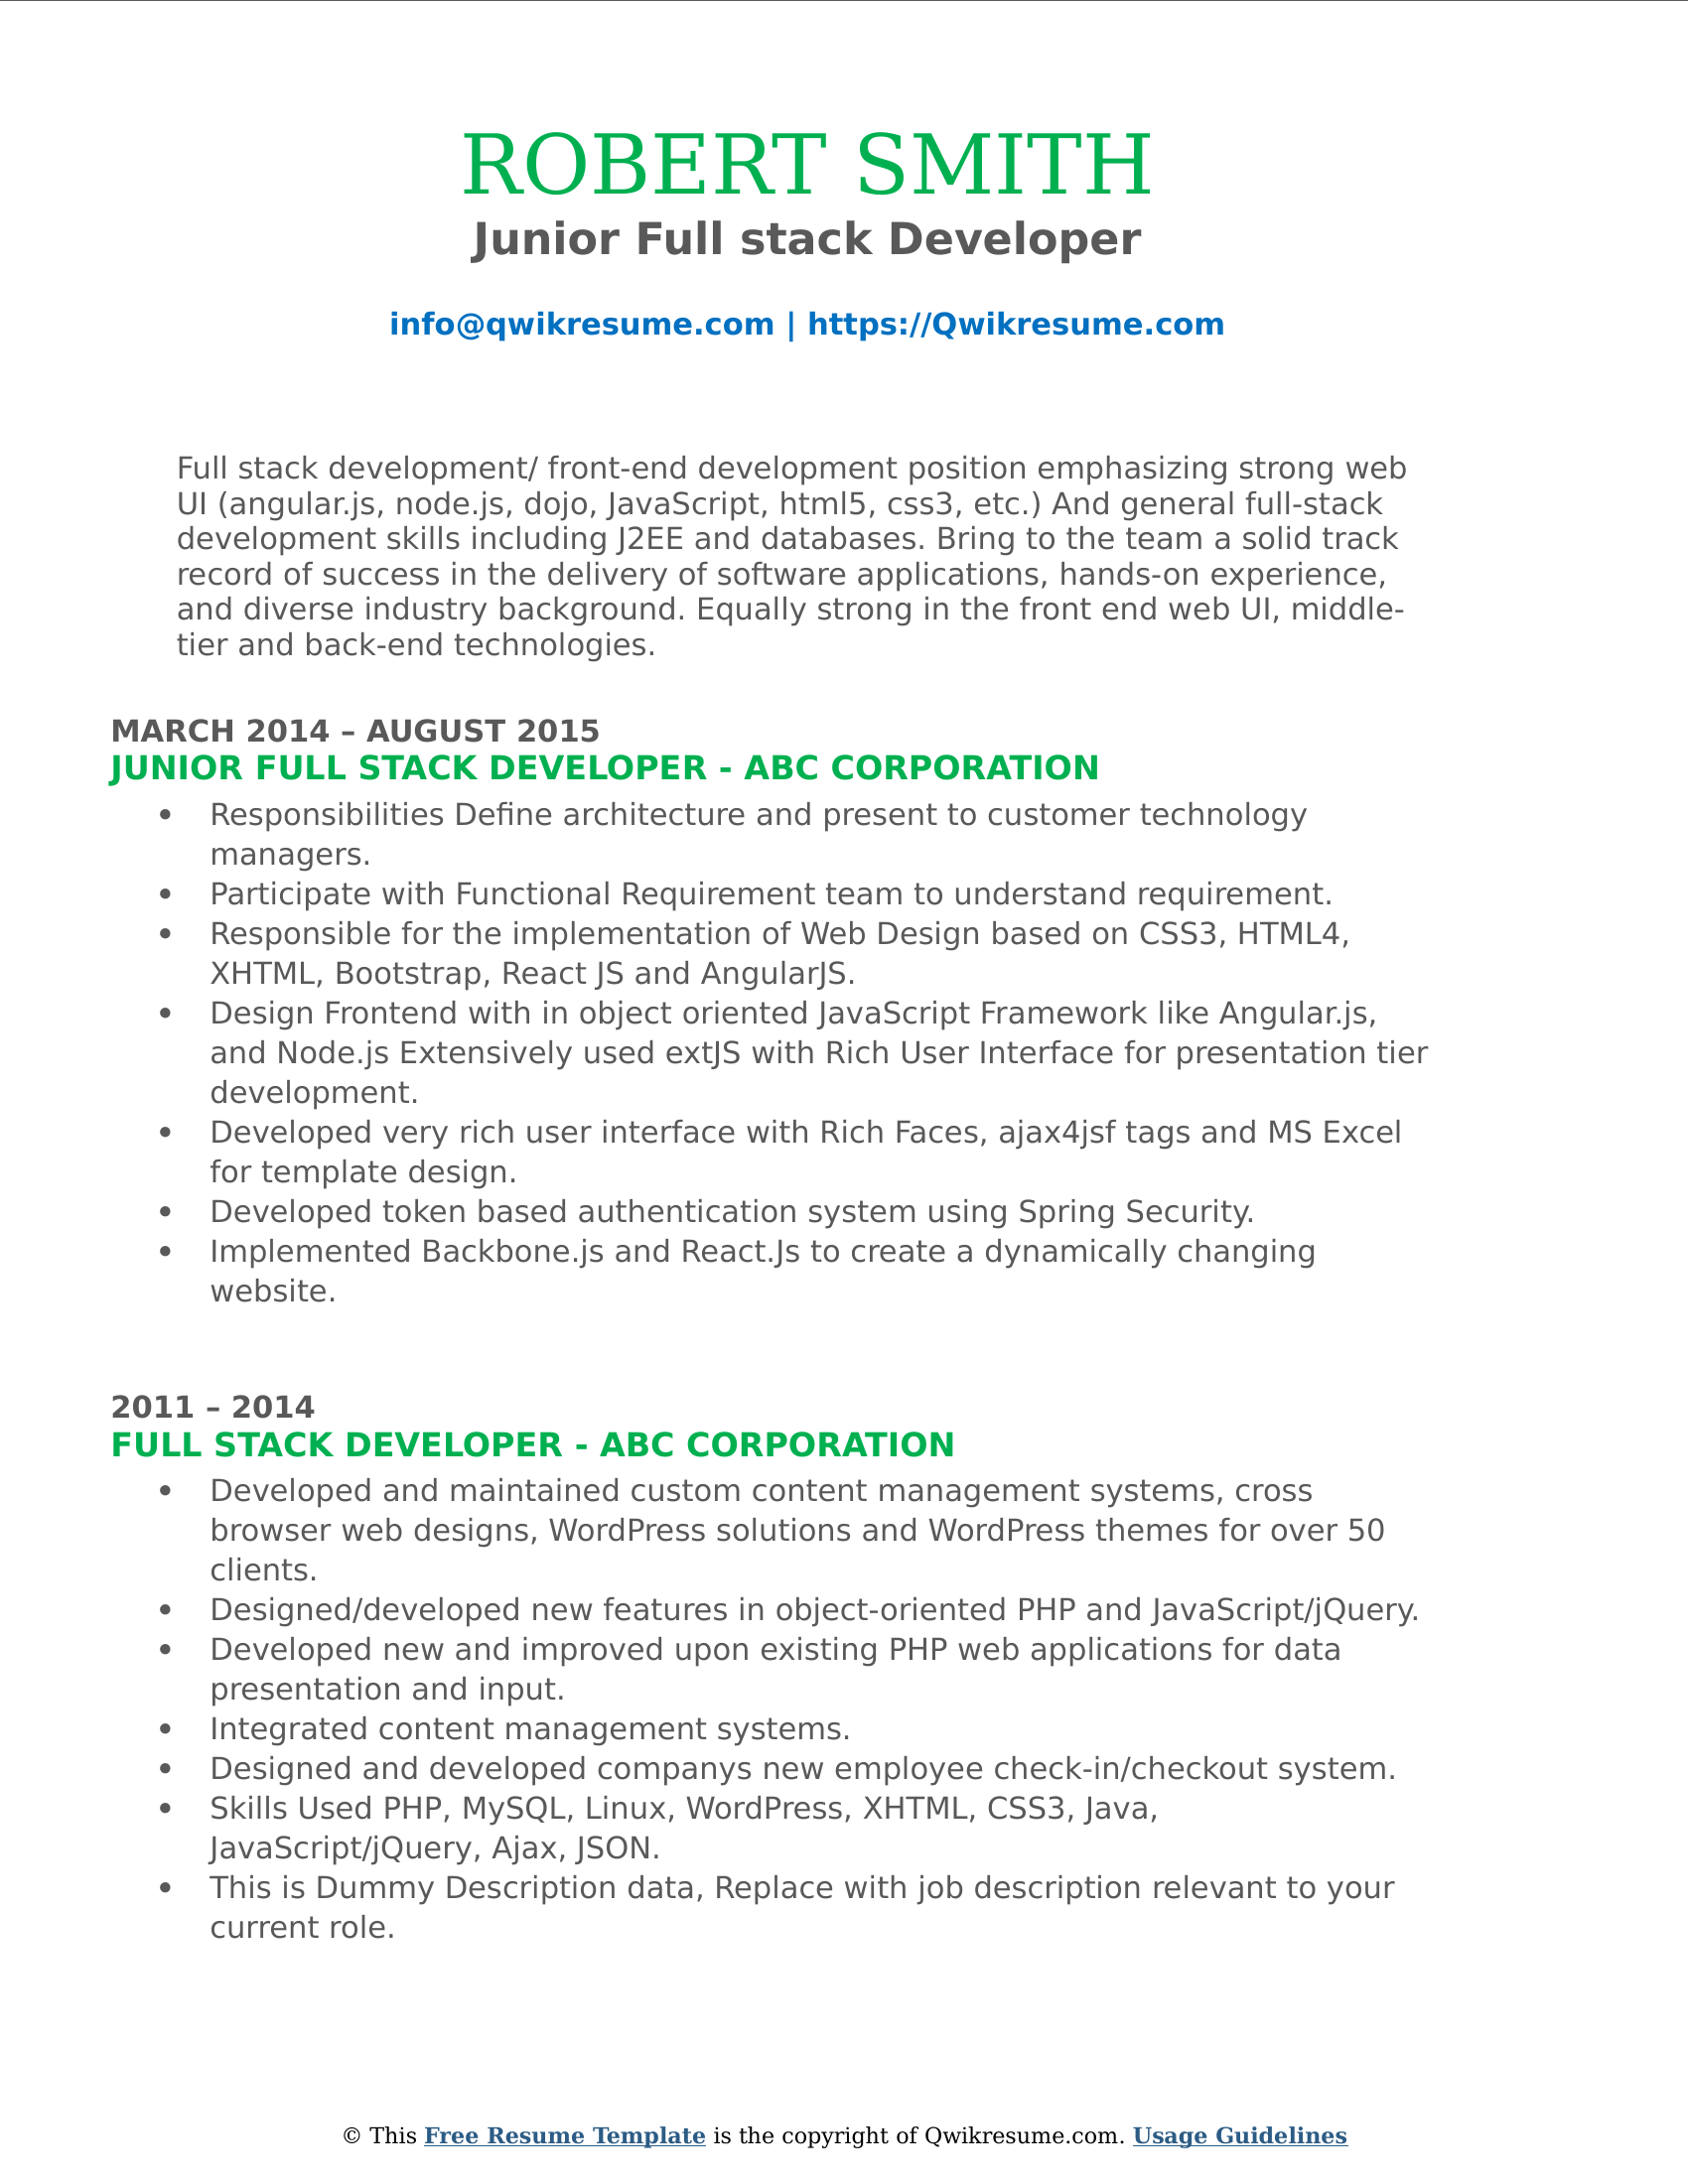 ROBERT SMITH
Junior Full stack Developer
info@qwikresume.com | https://Qwikresume.com
Full stack development/ front-end development position emphasizing strong web
UI (angular.js, node.js, dojo, JavaScript, html5, css3, etc.) And general full-stack
development skills including J2EE and databases. Bring to the team a solid track
record of success in the delivery of software applications, hands-on experience,
and diverse industry background. Equally strong in the front end web UI, middle-
tier and back-end technologies.
MARCH 2014 – AUGUST 2015
JUNIOR FULL STACK DEVELOPER - ABC CORPORATION
• Responsibilities Define architecture and present to customer technology
managers.
• Participate with Functional Requirement team to understand requirement.
• Responsible for the implementation of Web Design based on CSS3, HTML4,
XHTML, Bootstrap, React JS and AngularJS.
• Design Frontend with in object oriented JavaScript Framework like Angular.js,
and Node.js Extensively used extJS with Rich User Interface for presentation tier
development.
• Developed very rich user interface with Rich Faces, ajax4jsf tags and MS Excel
for template design.
• Developed token based authentication system using Spring Security.
• Implemented Backbone.js and React.Js to create a dynamically changing
website.
2011 – 2014
FULL STACK DEVELOPER - ABC CORPORATION
• Developed and maintained custom content management systems, cross
browser web designs, WordPress solutions and WordPress themes for over 50
clients.
• Designed/developed new features in object-oriented PHP and JavaScript/jQuery.
• Developed new and improved upon existing PHP web applications for data
presentation and input.
• Integrated content management systems.
• Designed and developed companys new employee check-in/checkout system.
• Skills Used PHP, MySQL, Linux, WordPress, XHTML, CSS3, Java,
JavaScript/jQuery, Ajax, JSON.
• This is Dummy Description data, Replace with job description relevant to your
current role.
© This Free Resume Template is the copyright of Qwikresume.com. Usage Guidelines